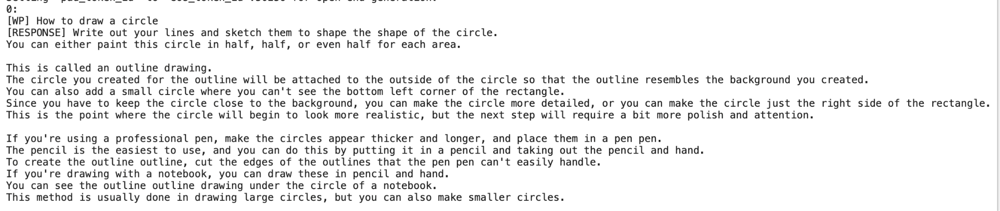 0:
[WP] How to draw a circle
[RESPONSE] Write out your lines and sketch them to shape the shape of the circle.
You can either paint this circle in half, half, or even half for each area.
This is called an outline drawing.
The circle you created for the outline will be attached to the outside of the circle so that the outline resembles the background you created.
You can also add a small circle where you can't see the bottom left corner of the rectangle.
Since you have to keep the circle close to the background, you can make the circle more detailed, or you can make the circle just the right side of the rectangle.
This is the point where the circle will begin to look more realistic, but the next step will require a bit more polish and attention.
If you're using a professional pen, make the circles appear thicker and longer, and place them in a pen pen.
The pencil is the easiest to use, and you can do this by putting it in a pencil and taking out the pencil and hand.
To create the outline outline, cut the edges of the outlines that the pen pen can't easily handle.
If you're drawing with a notebook, you can draw these in pencil and hand.
You can see the outline outline drawing under the circle of a notebook.
This method is usually done in drawing large circles, but you can also make smaller circles.